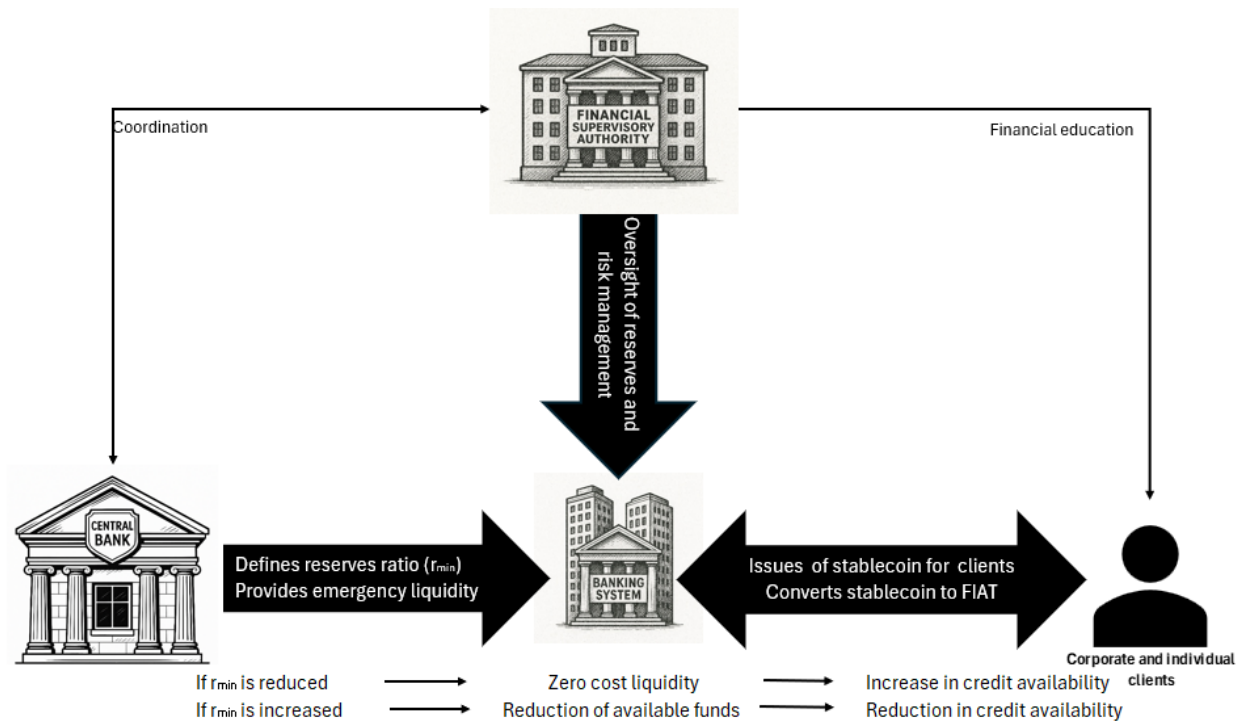 FINANCIAL
SUPERVISORY
AUTHORITY
Coordination
Financial education
Oversight of reserves and
risk management
CENTRAL
BANK
Defines reserves ratio (rmin)
Provides emergency liquidity
BANKING
SYSTEM
Issues of stablecoin for clients
Converts stablecoin to FIAT
Corporate and individual
clients
If rmin is reduced Zero cost liquidity Increase in credit availability
If rmin is increased Reduction of available funds Reduction in credit availability